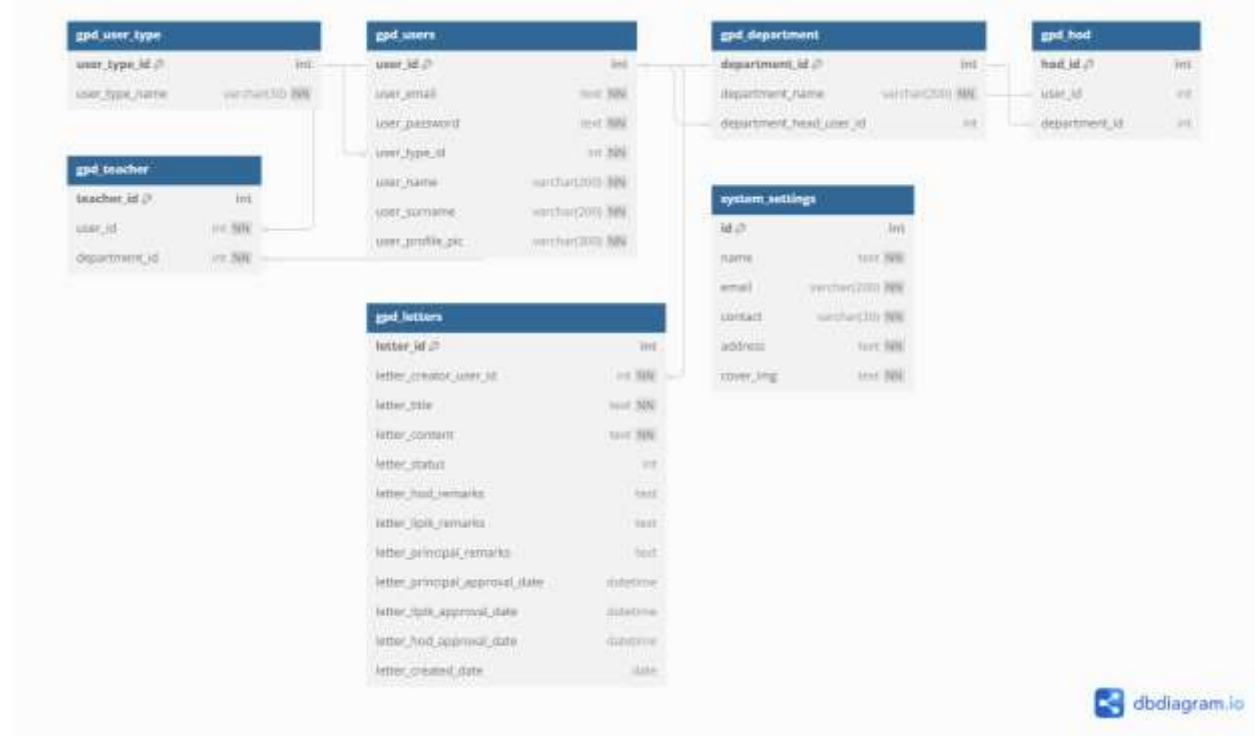 gpd_user_type
user_type_id int
user_type_name varchar(30) NN
gpd_teacher
teacher_id int
user_id int NN
department_id int NN
gpd_users
user_id int
user_email text NN
user_password text NN
user_type_id int NN
user_name varchar(200) NN
user_surname varchar(200) NN
user_profile_pic varchar(300) NN
gpd_letters
letter_id int
letter_creator_user_id int NN
letter_title text NN
letter_content text NN
letter_status int
letter_hod_remarks text
letter_lipik_remarks text
letter_principal_remarks text
letter_principal_approval_date datetime
letter_lipik_approval_date datetime
letter_hod_approval_date datetime
letter_created_date date
gpd_department
department_id int
department_name varchar(200) NN
department_head_user_id int
gpd_hod
hod_id int
user_id int
department_id int
system_settings
id int
name text NN
email varchar(200) NN
contact varchar(30) NN
address text NN
cover_img text NN
dbdiagram.io